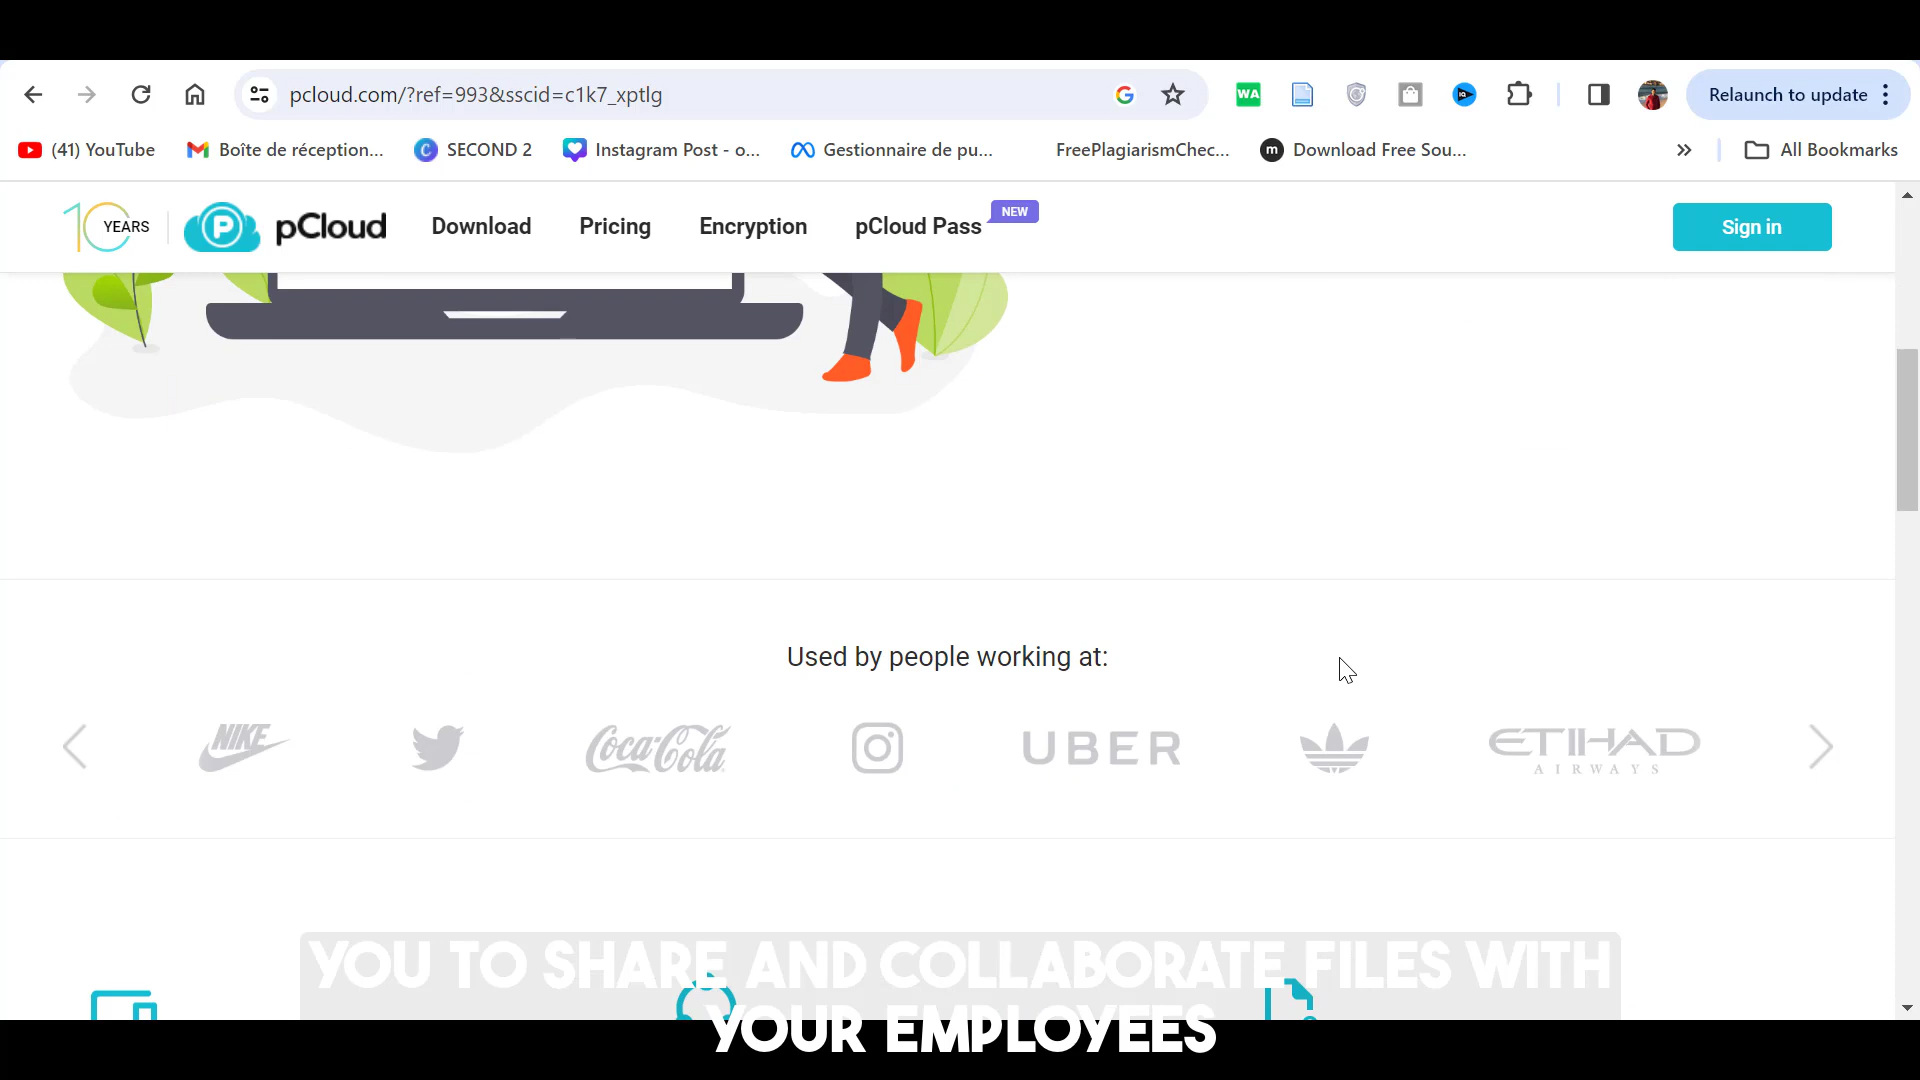 pcloud.com/?ref=993&sscid=c1k7_xptlg
WA
Relaunch to update
(41) YouTube
Boîte de réception...
SECOND 2
Instagram Post - o...
Gestionnaire de pu...
FreePlagiarismChec...
m
Download Free Sou...
All Bookmarks
10 YEARS
pCloud
Download
Pricing
Encryption
pCloud Pass
NEW
Sign in
Used by people working at:
NIKE
Coca-Cola
UBER
ETIHAD
AIRWAYS
YOU TO SHARE AND COLLABORATE FILES WITH
YOUR EMPLOYEES